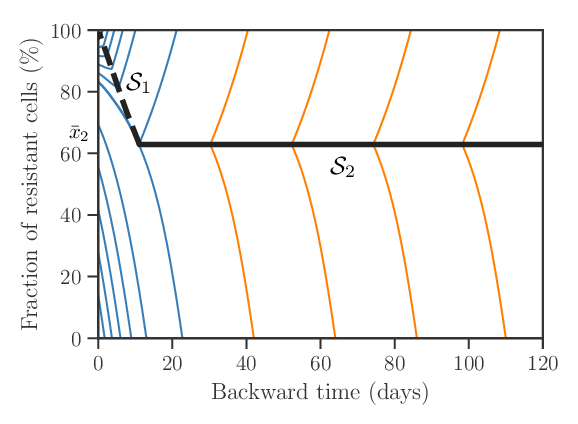 100
80
60
40
20
0
Fraction of resistant cells (%)
x̄₂
𝒮₁
𝒮₂
0 20 40 60 80 100 120
Backward time (days)